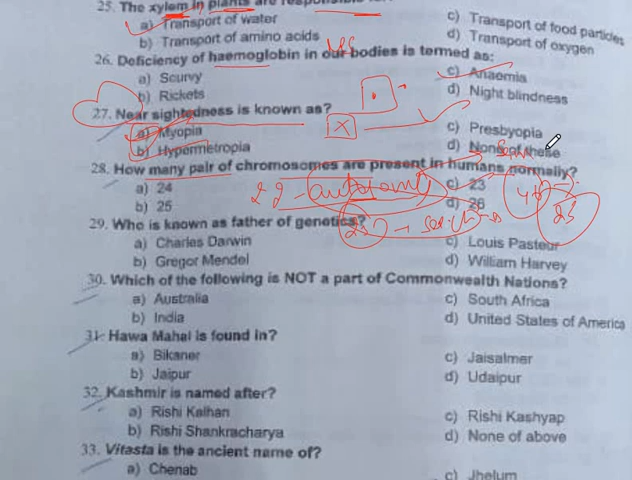 25. The xylem in plants are responsible for
a) Transport of water
c) Transport of food particles
b) Transport of amino acids
d) Transport of oxygen
26. Deficiency of haemoglobin in our bodies is termed as:
a) Scurvy
c) Anaemia
b) Rickets
d) Night blindness
27. Near sightedness is known as?
a) Myopia
c) Presbyopia
b) Hypermetropia
d) None of these
28. How many pair of chromosomes are present in humans normally?
a) 24
c) 23
b) 25
d) 26
22 - autosomes
46
23
29. Who is known as father of genetics?
a) Charles Darwin
c) Louis Pasteur
b) Gregor Mendel
d) William Harvey
30. Which of the following is NOT a part of Commonwealth Nations?
a) Australia
c) South Africa
b) India
d) United States of America
31. Hawa Mahal is found in?
a) Bikaner
c) Jaisalmer
b) Jaipur
d) Udaipur
32. Kashmir is named after?
a) Rishi Kalhan
c) Rishi Kashyap
b) Rishi Shankracharya
d) None of above
33. Vitasta is the ancient name of?
a) Chenab
c) Jhelum